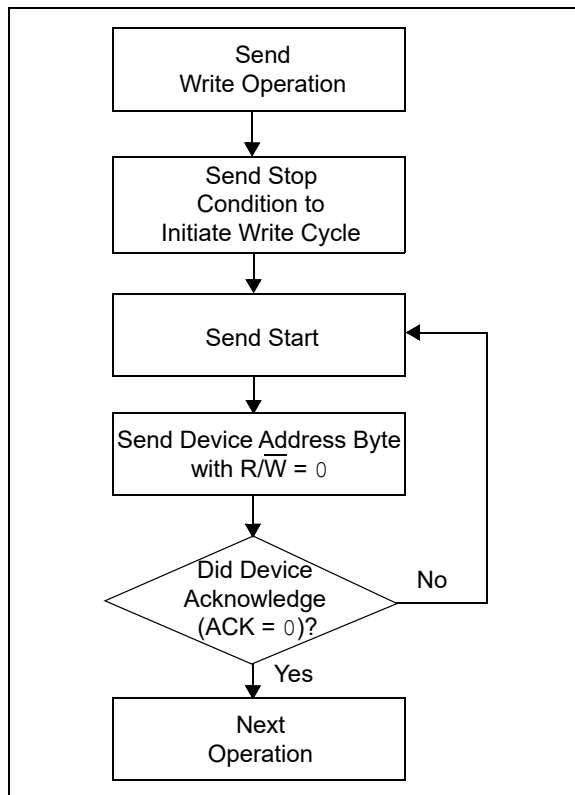 Send
Write Operation
Send Stop
Condition to
Initiate Write Cycle
Send Start
Send Device Address Byte
with R/W̅ = 0
Did Device
Acknowledge
(ACK = 0)?
No
Yes
Next
Operation